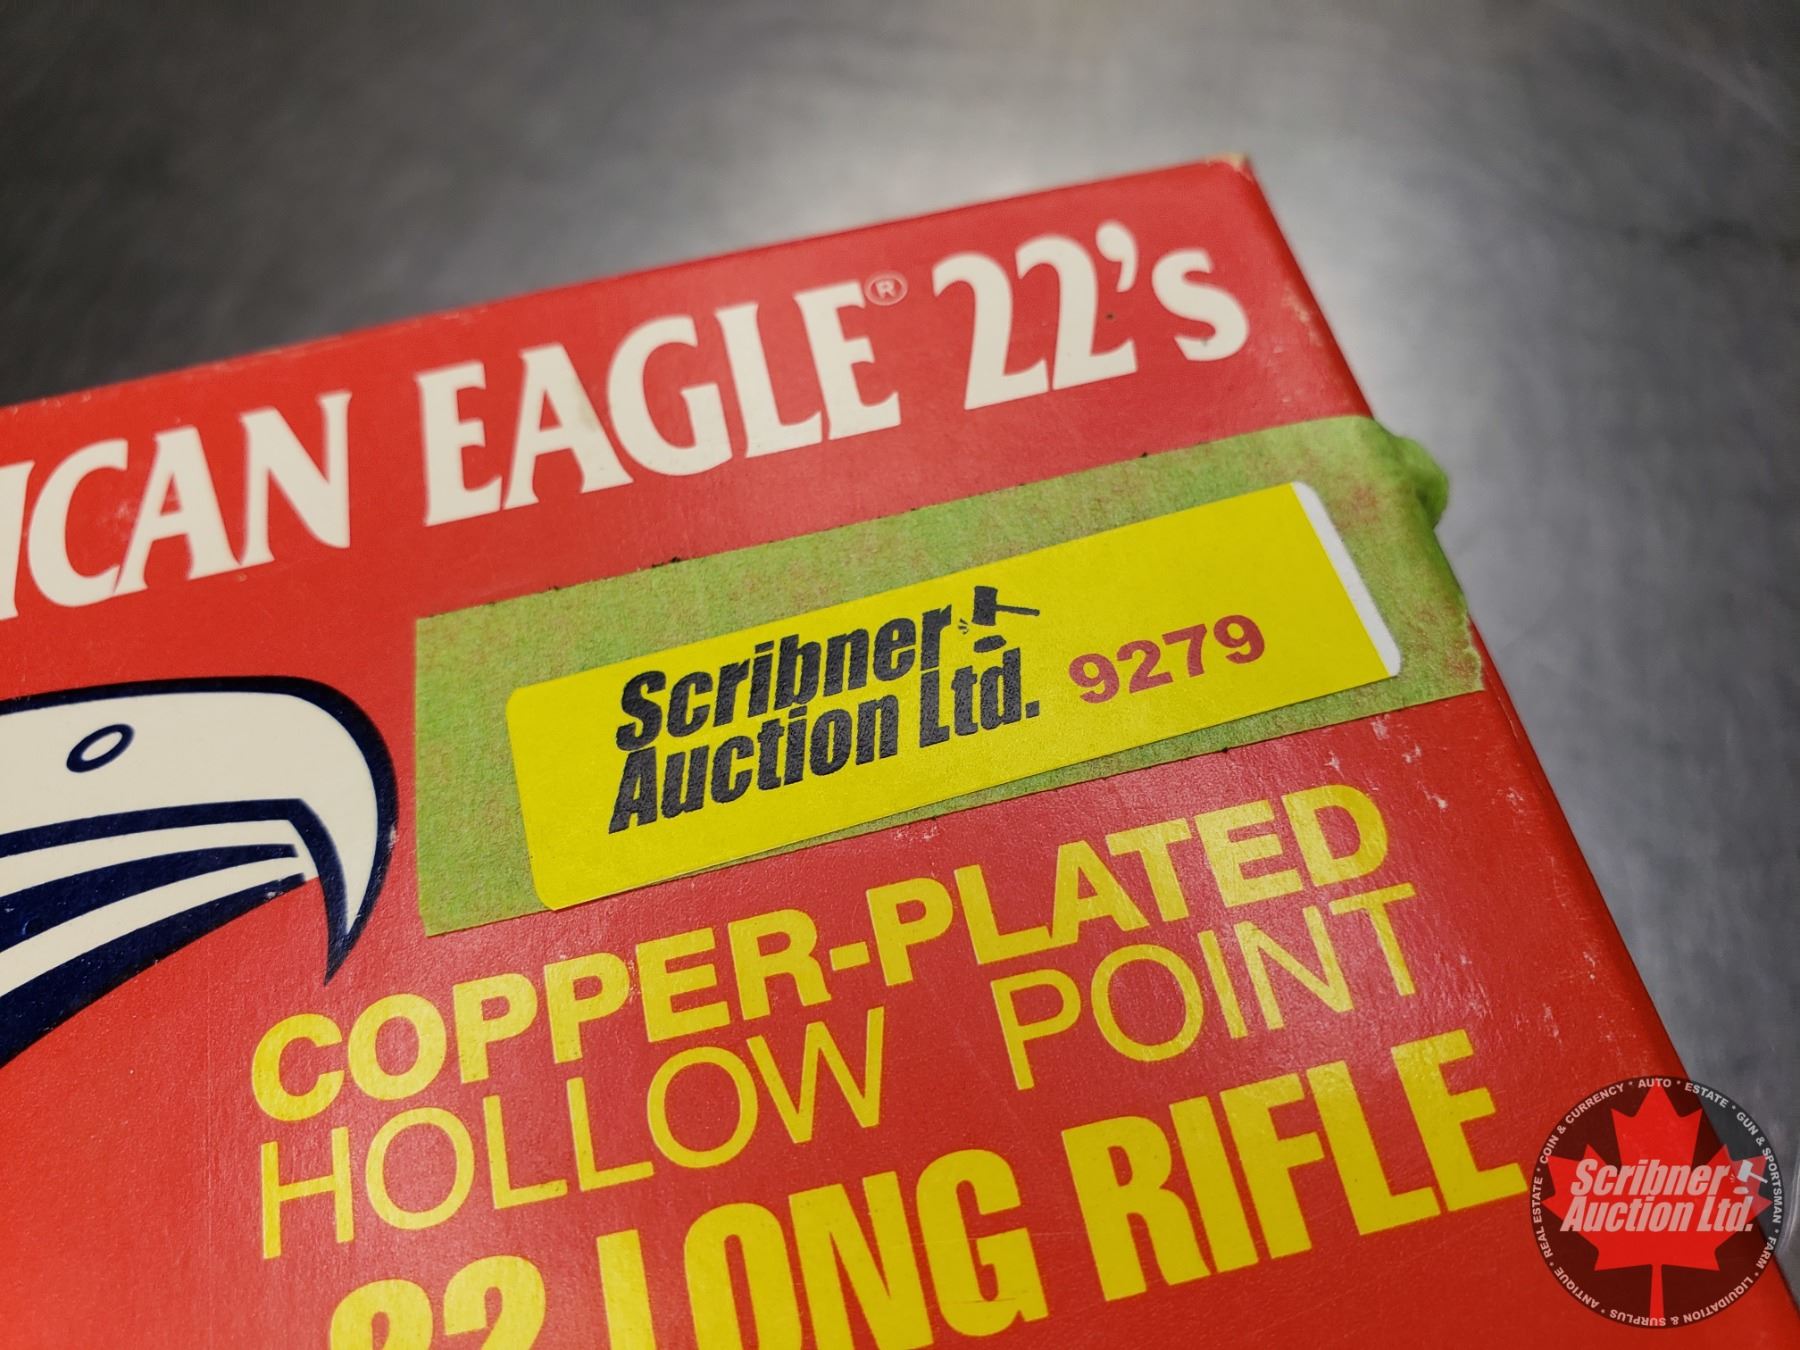 ICAN EAGLE® 22's
Scribner
Auction Ltd. 9279
COPPER-PLATED
HOLLOW POINT
22 LONG RIFLE
REAL ESTATE * COIN & CURRENCY * AUTO * ESTATE * GUN & SPORTSMAN * FARM * LIQUIDATION & SURPLUS * ANTIQUE *
Scribner
Auction Ltd.